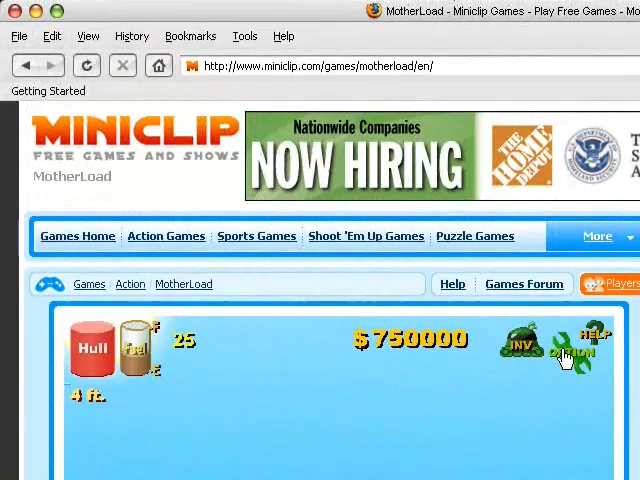 MotherLoad - Miniclip Games - Play Free Games - Mo
File Edit View History Bookmarks Tools Help
http://www.miniclip.com/games/motherload/en/
Getting Started
MINICLIP
FREE GAMES AND SHOWS
MotherLoad
Nationwide Companies
NOW HIRING
THE HOME DEPOT
Games Home Action Games Sports Games Shoot 'Em Up Games Puzzle Games More
Games / Action / MotherLoad Help Games Forum Players
Hull Fuel F E 25 $750000 INV HELP
4 ft.